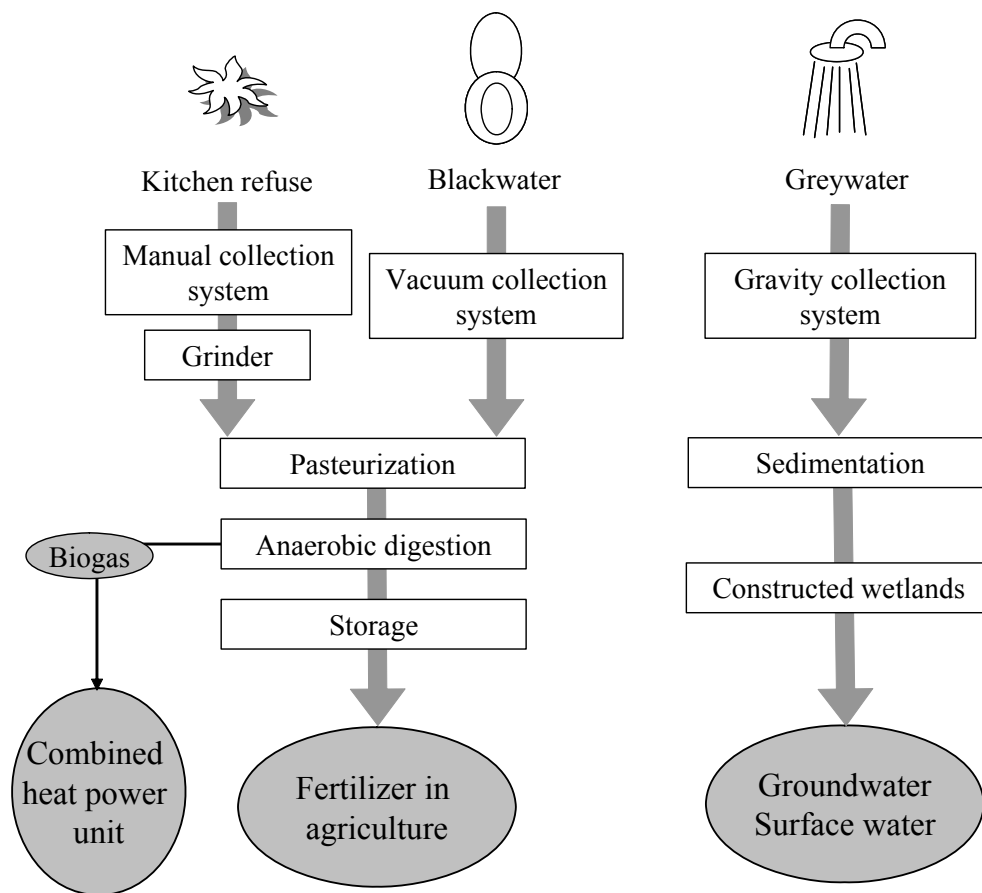 Kitchen refuse
Blackwater
Greywater
Manual collection
system
Vacuum collection
system
Gravity collection
system
Grinder
Pasteurization
Sedimentation
Anaerobic digestion
Biogas
Constructed wetlands
Storage
Combined
heat power
unit
Fertilizer in
agriculture
Groundwater
Surface water